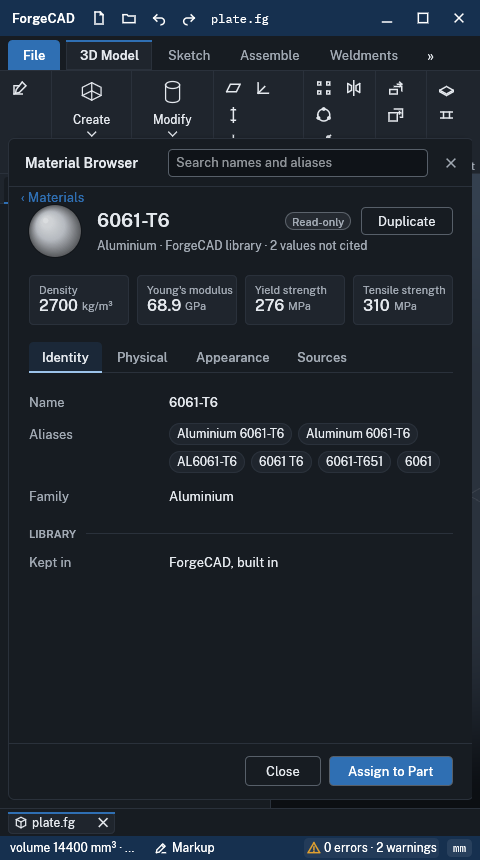 ForgeCAD plate.fg
File 3D Model Sketch Assemble Weldments »
Create Modify
Material Browser Search names and aliases
‹ Materials
6061-T6 Read-only Duplicate
Aluminium · ForgeCAD library · 2 values not cited
Density Young's modulus Yield strength Tensile strength
2700 kg/m³ 68.9 GPa 276 MPa 310 MPa
Identity Physical Appearance Sources
Name 6061-T6
Aliases Aluminium 6061-T6 Aluminum 6061-T6
AL6061-T6 6061 T6 6061-T651 6061
Family Aluminium
LIBRARY
Kept in ForgeCAD, built in
Close Assign to Part
plate.fg
volume 14400 mm³ · ... Markup 0 errors · 2 warnings mm